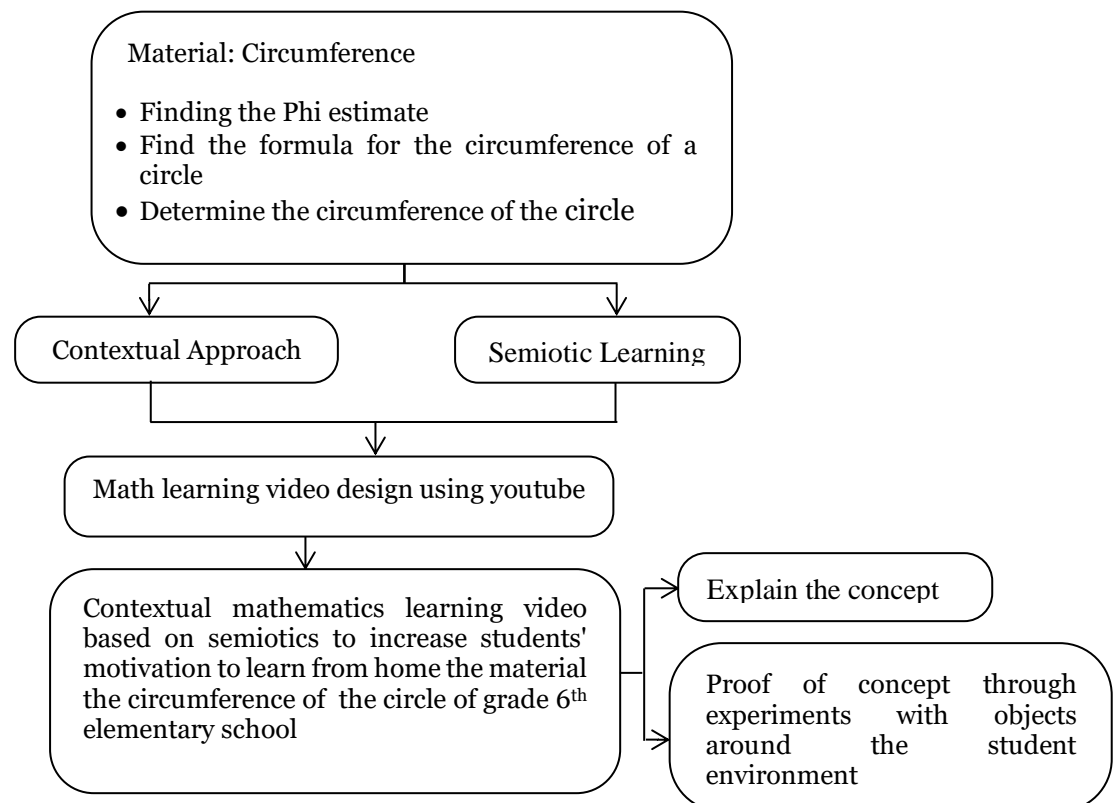 Material: Circumference
• Finding the Phi estimate
• Find the formula for the circumference of a
circle
• Determine the circumference of the circle
Contextual Approach
Semiotic Learning
Math learning video design using youtube
Contextual mathematics learning video
based on semiotics to increase students'
motivation to learn from home the material
the circumference of the circle of grade 6th
elementary school
Explain the concept
Proof of concept through
experiments with objects
around the student
environment